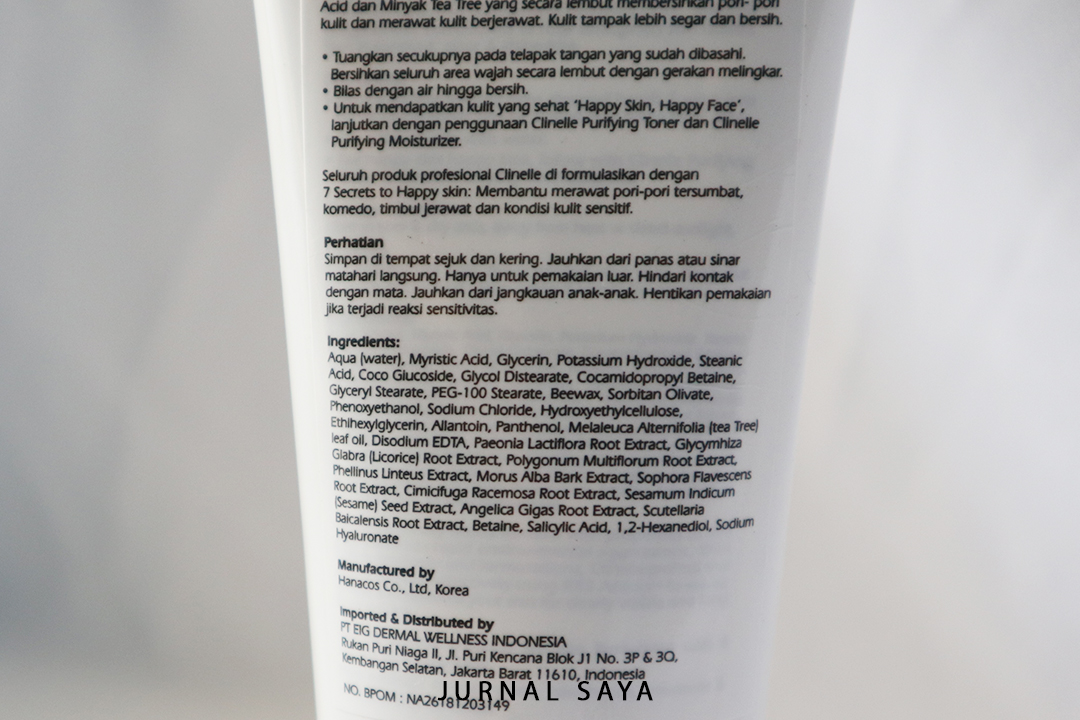 Acid dan Minyak Tea Tree yang secara lembut membersihkan pori- pori
kulit dan merawat kulit berjerawat. Kulit tampak lebih segar dan bersih.
• Tuangkan secukupnya pada telapak tangan yang sudah dibasahi.
Bersihkan seluruh area wajah secara lembut dengan gerakan melingkar.
• Bilas dengan air hingga bersih.
• Untuk mendapatkan kulit yang sehat ‘Happy Skin, Happy Face’,
lanjutkan dengan penggunaan Clinelle Purifying Toner dan Clinelle
Purifying Moisturizer.
Seluruh produk profesional Clinelle di formulasikan dengan
7 Secrets to Happy skin: Membantu merawat pori-pori tersumbat,
komedo, timbul jerawat dan kondisi kulit sensitif.
Perhatian
Simpan di tempat sejuk dan kering. Jauhkan dari panas atau sinar
matahari langsung. Hanya untuk pemakaian luar. Hindari kontak
dengan mata. Jauhkan dari jangkauan anak-anak. Hentikan pemakaian
jika terjadi reaksi sensitivitas.
Ingredients:
Aqua (water), Myristic Acid, Glycerin, Potassium Hydroxide, Steanic
Acid, Coco Glucoside, Glycol Distearate, Cocamidopropyl Betaine,
Glyceryl Stearate, PEG-100 Stearate, Beewax, Sorbitan Olivate,
Phenoxyethanol, Sodium Chloride, Hydroxyethylcellulose,
Ethlhexylglycerin, Allantoin, Panthenol, Melaleuca Alternifolia (tea Tree)
leaf oil, Disodium EDTA, Paeonia Lactiflora Root Extract, Glycymhiza
Glabra (Licorice) Root Extract, Polygonum Multiflorum Root Extract,
Phellinus Linteus Extract, Morus Alba Bark Extract, Sophora Flavescens
Root Extract, Cimicifuga Racemosa Root Extract, Sesamum Indicum
(Sesame) Seed Extract, Angelica Gigas Root Extract, Scutellaria
Baicalensis Root Extract, Betaine, Salicylic Acid, 1,2-Hexanediol, Sodium
Hyaluronate
Manufactured by
Hanacos Co., Ltd, Korea
Imported & Distributed by
PT EIG DERMAL WELLNESS INDONESIA
Rukan Puri Niaga II, Jl. Puri Kencana Blok J1 No. 3P & 3Q,
Kembangan Selatan, Jakarta Barat 11610, Indonesia
NO. BPOM : NA26181203149
JURNAL SAYA